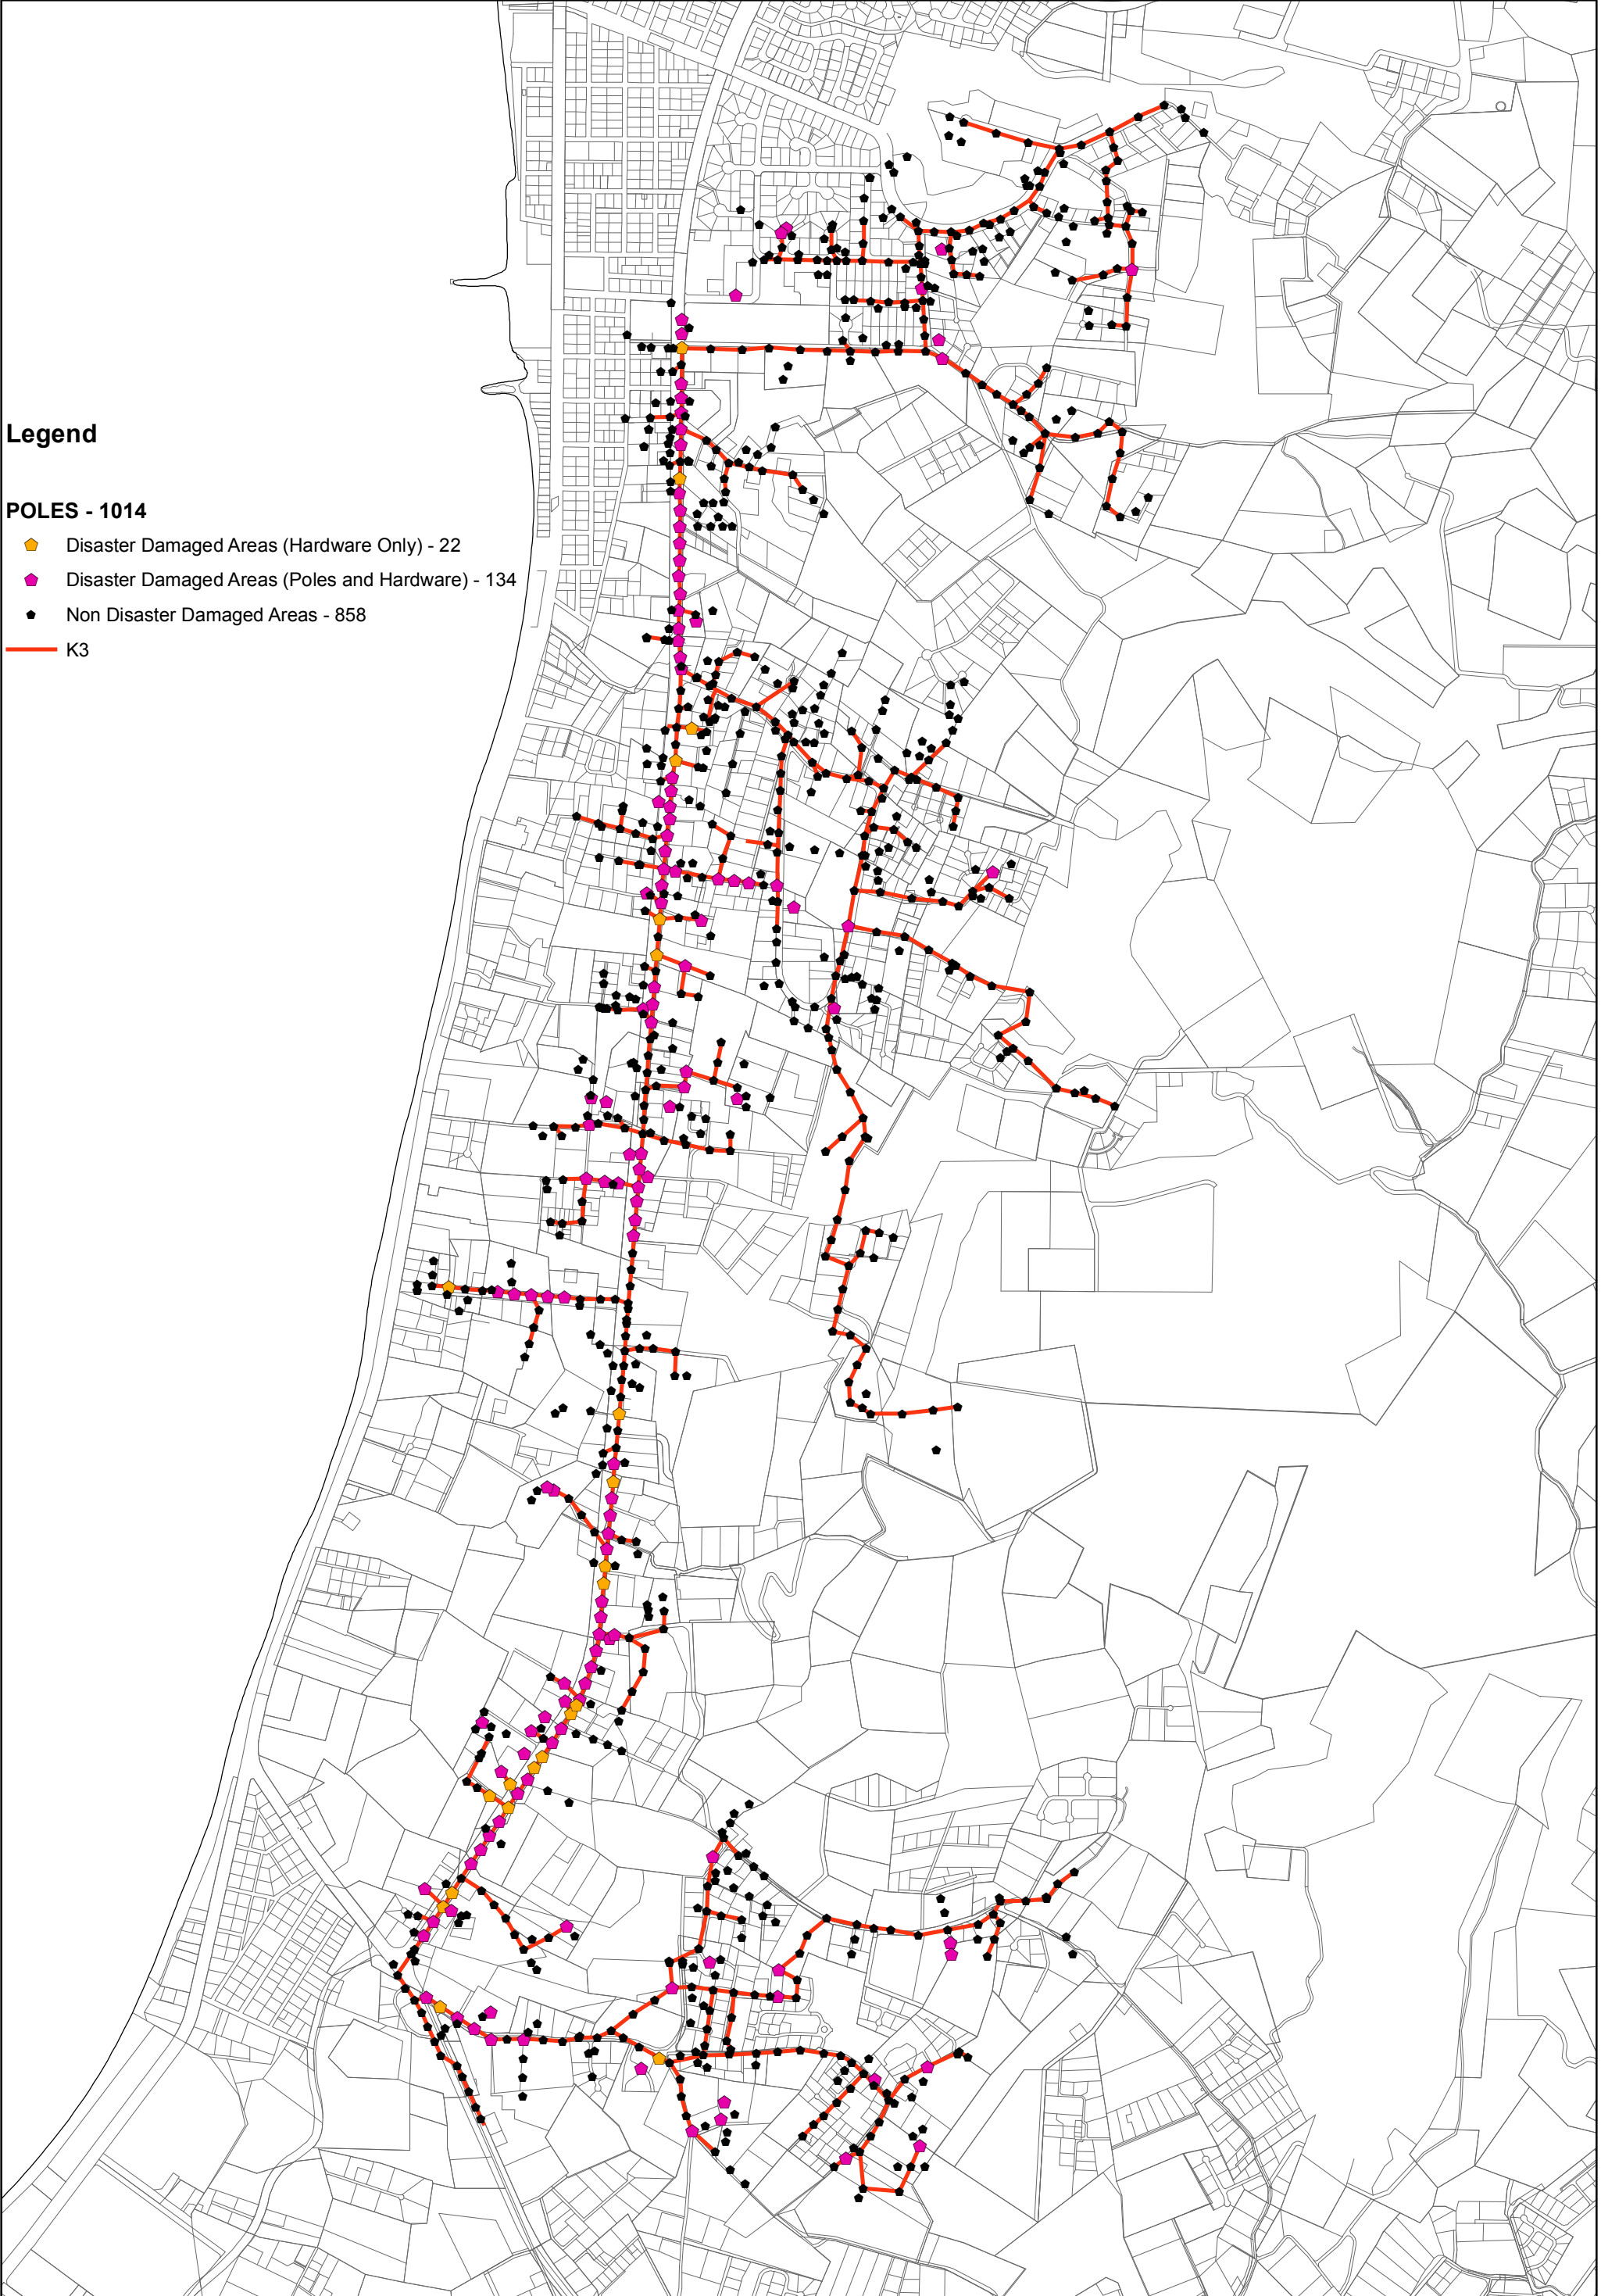 Legend
POLES - 1014
Disaster Damaged Areas (Hardware Only) - 22
Disaster Damaged Areas (Poles and Hardware) - 134
Non Disaster Damaged Areas - 858
K3